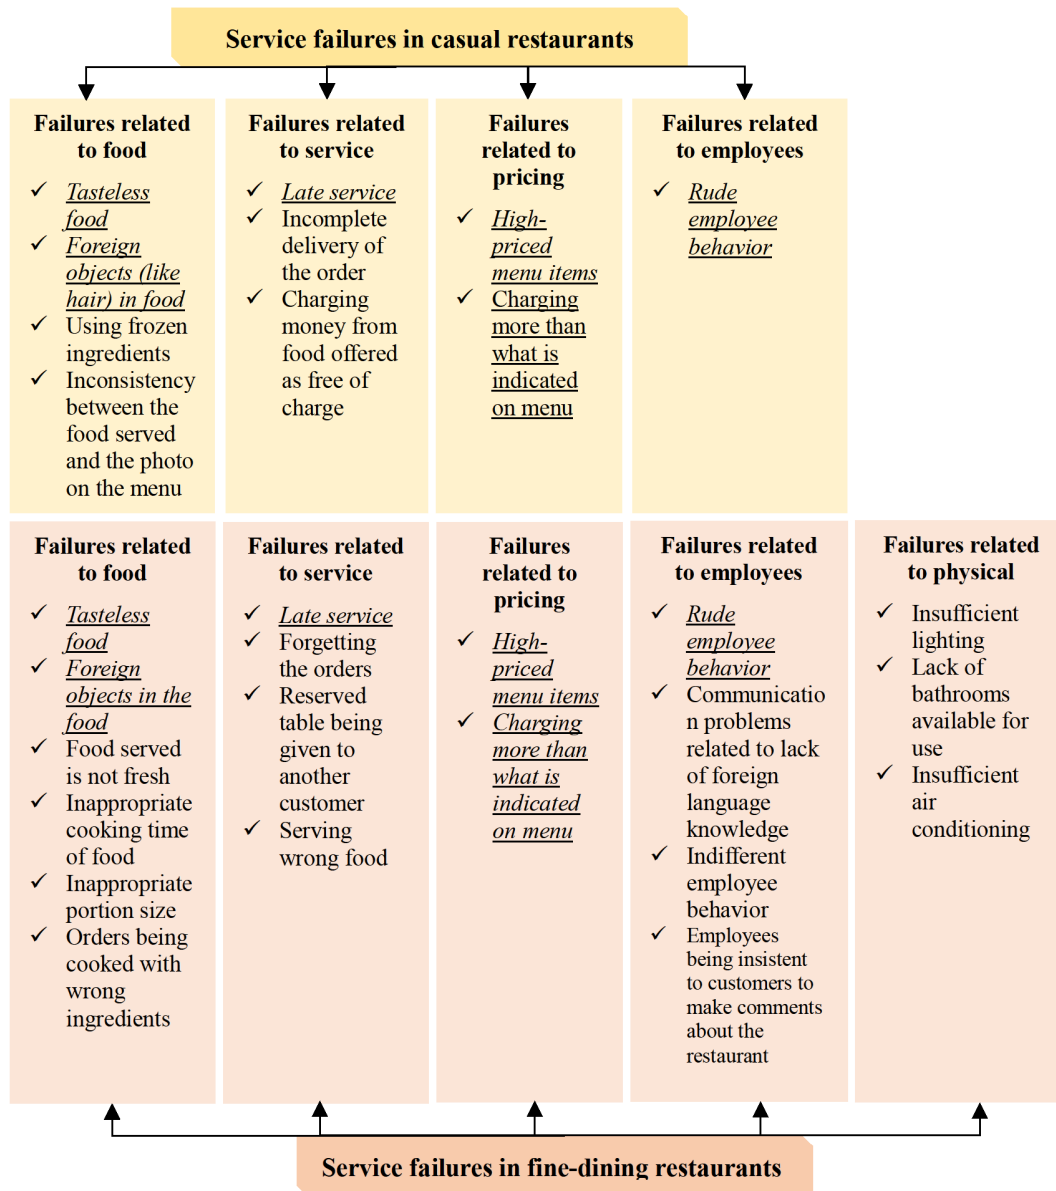 Service failures in casual restaurants
Failures related
to food
✓ Tasteless
food
✓ Foreign
objects (like
hair) in food
✓ Using frozen
ingredients
✓ Inconsistency
between the
food served
and the photo
on the menu
Failures related
to service
✓ Late service
✓ Incomplete
delivery of
the order
✓ Charging
money from
food offered
as free of
charge
Failures
related to
pricing
✓ High-
priced
menu items
✓ Charging
more than
what is
indicated
on menu
Failures related
to employees
✓ Rude
employee
behavior
Failures related
to food
✓ Tasteless
food
✓ Foreign
objects in the
food
✓ Food served
is not fresh
✓ Inappropriate
cooking time
of food
✓ Inappropriate
portion size
✓ Orders being
cooked with
wrong
ingredients
Failures related
to service
✓ Late service
✓ Forgetting
the orders
✓ Reserved
table being
given to
another
customer
✓ Serving
wrong food
Failures
related to
pricing
✓ High-
priced
menu items
✓ Charging
more than
what is
indicated
on menu
Failures related
to employees
✓ Rude
employee
behavior
✓ Communicatio
n problems
related to lack
of foreign
language
knowledge
✓ Indifferent
employee
behavior
✓ Employees
being insistent
to customers to
make comments
about the
restaurant
Failures related
to physical
✓ Insufficient
lighting
✓ Lack of
bathrooms
available for
use
✓ Insufficient
air
conditioning
Service failures in fine-dining restaurants